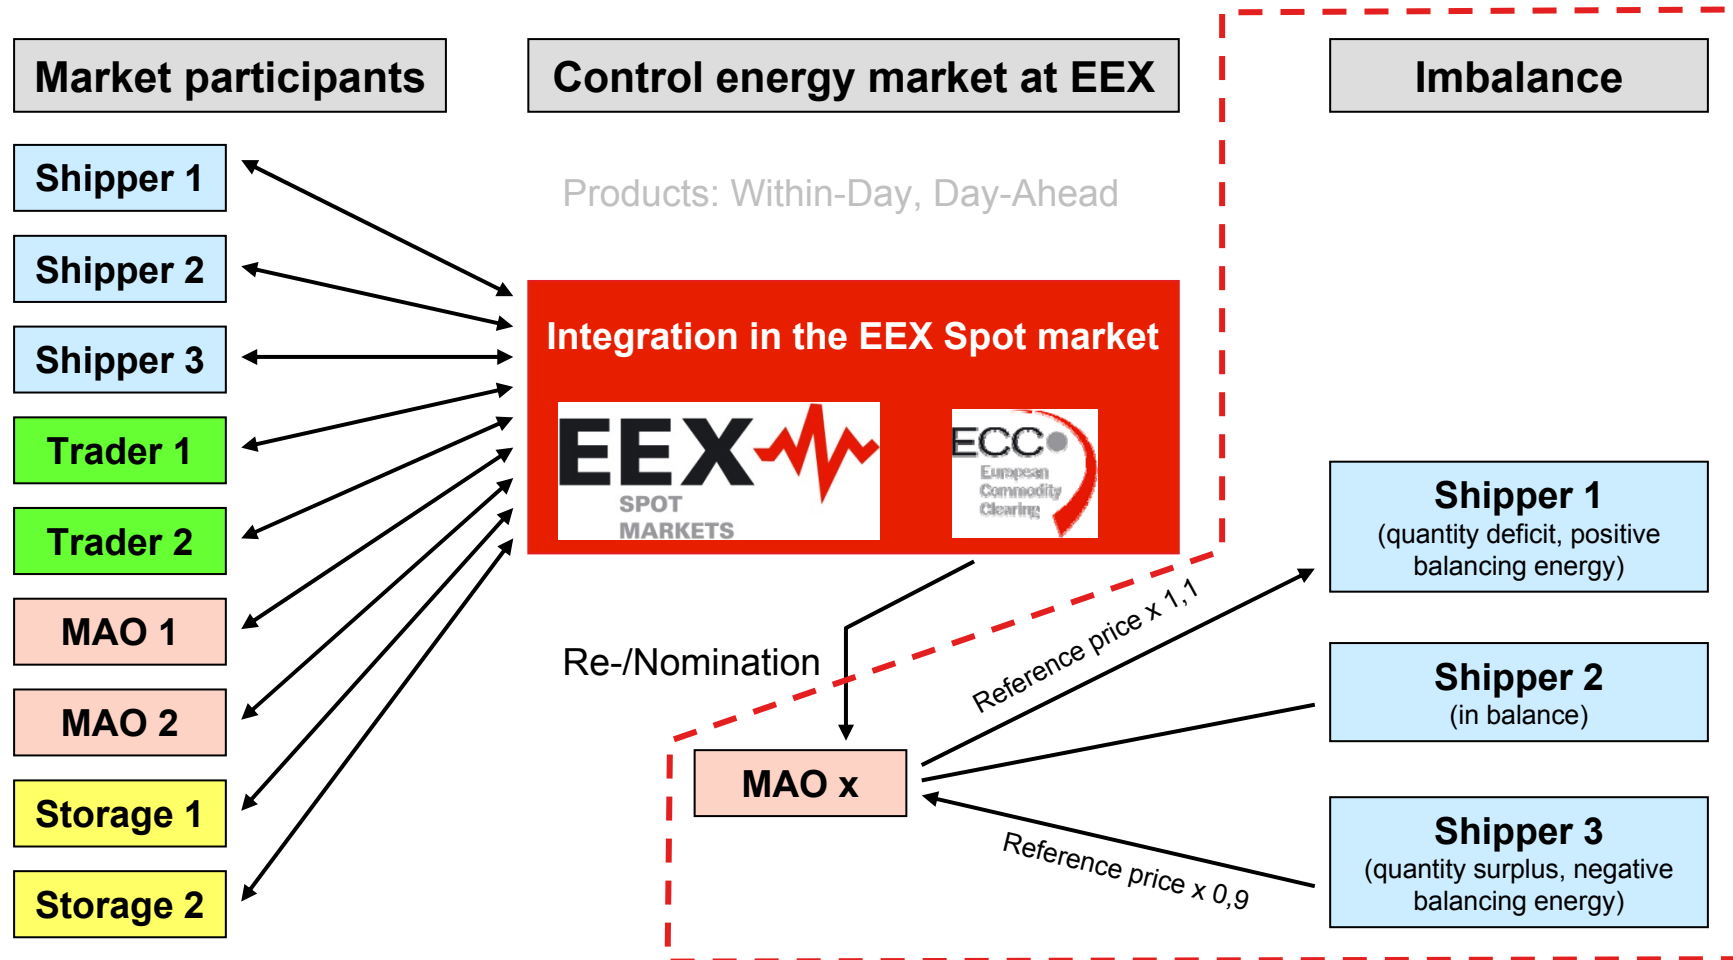 Market participants
Control energy market at EEX
Imbalance
Shipper 1
Shipper 2
Shipper 3
Trader 1
Trader 2
MAO 1
MAO 2
Storage 1
Storage 2
Products: Within-Day, Day-Ahead
Integration in the EEX Spot market
EEX
SPOT
MARKETS
ECC
European
Commodity
Clearing
Re-/Nomination
MAO x
Reference price x 1,1
Reference price x 0,9
Shipper 1
(quantity deficit, positive
balancing energy)
Shipper 2
(in balance)
Shipper 3
(quantity surplus, negative
balancing energy)